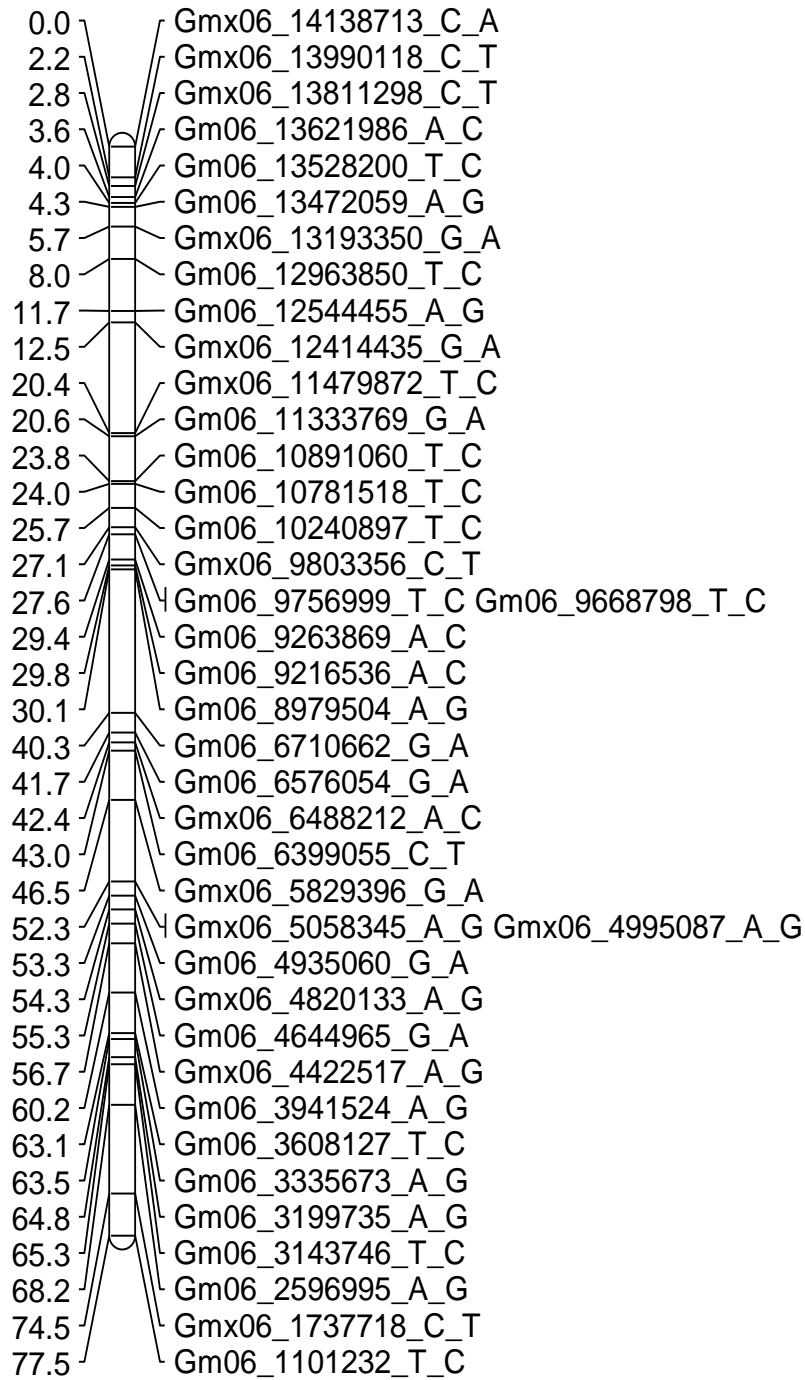 0.0 Gmx06_14138713_C_A
2.2 Gmx06_13990118_C_T
2.8 Gmx06_13811298_C_T
3.6 Gm06_13621986_A_C
4.0 Gm06_13528200_T_C
4.3 Gm06_13472059_A_G
5.7 Gmx06_13193350_G_A
8.0 Gm06_12963850_T_C
11.7 Gm06_12544455_A_G
12.5 Gmx06_12414435_G_A
20.4 Gmx06_11479872_T_C
20.6 Gm06_11333769_G_A
23.8 Gm06_10891060_T_C
24.0 Gm06_10781518_T_C
25.7 Gm06_10240897_T_C
27.1 Gmx06_9803356_C_T
27.6 Gm06_9756999_T_C Gm06_9668798_T_C
29.4 Gm06_9263869_A_C
29.8 Gm06_9216536_A_C
30.1 Gm06_8979504_A_G
40.3 Gm06_6710662_G_A
41.7 Gm06_6576054_G_A
42.4 Gmx06_6488212_A_C
43.0 Gm06_6399055_C_T
46.5 Gmx06_5829396_G_A
52.3 Gmx06_5058345_A_G Gmx06_4995087_A_G
53.3 Gm06_4935060_G_A
54.3 Gmx06_4820133_A_G
55.3 Gm06_4644965_G_A
56.7 Gmx06_4422517_A_G
60.2 Gm06_3941524_A_G
63.1 Gm06_3608127_T_C
63.5 Gm06_3335673_A_G
64.8 Gm06_3199735_A_G
65.3 Gm06_3143746_T_C
68.2 Gm06_2596995_A_G
74.5 Gmx06_1737718_C_T
77.5 Gm06_1101232_T_C